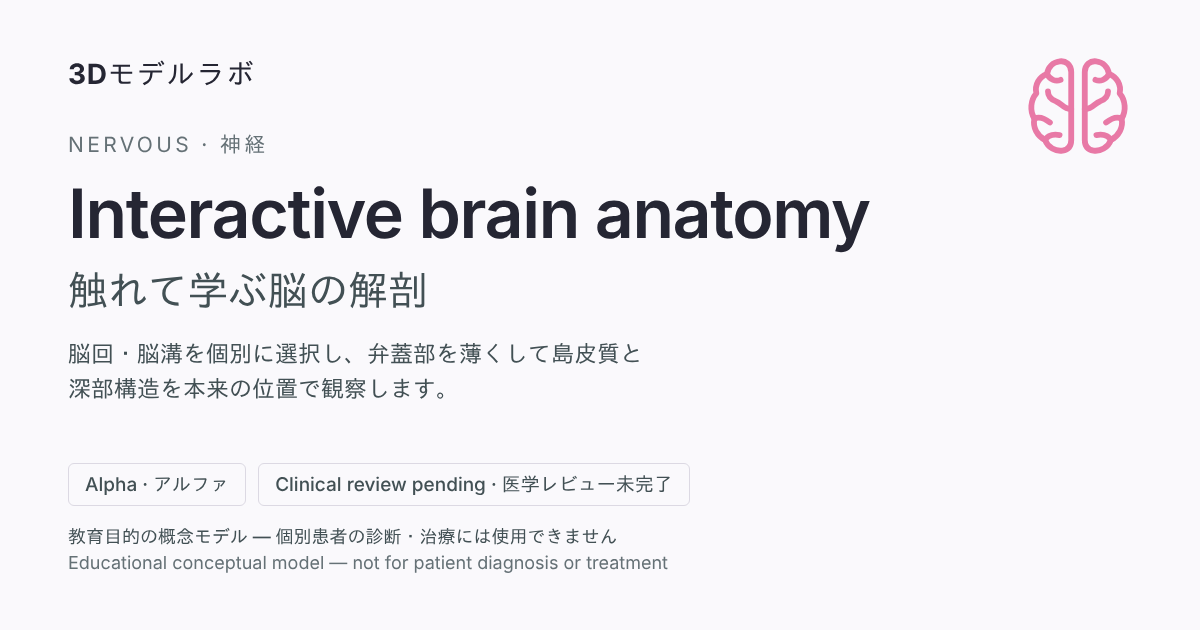 3Dモデルラボ
NERVOUS · 神経
Interactive brain anatomy
触れて学ぶ脳の解剖
脳回・脳溝を個別に選択し、弁蓋部を薄くして島皮質と
深部構造を本来の位置で観察します。
Alpha · アルファ
Clinical review pending · 医学レビュー未完了
教育目的の概念モデル — 個別患者の診断・治療には使用できません
Educational conceptual model — not for patient diagnosis or treatment